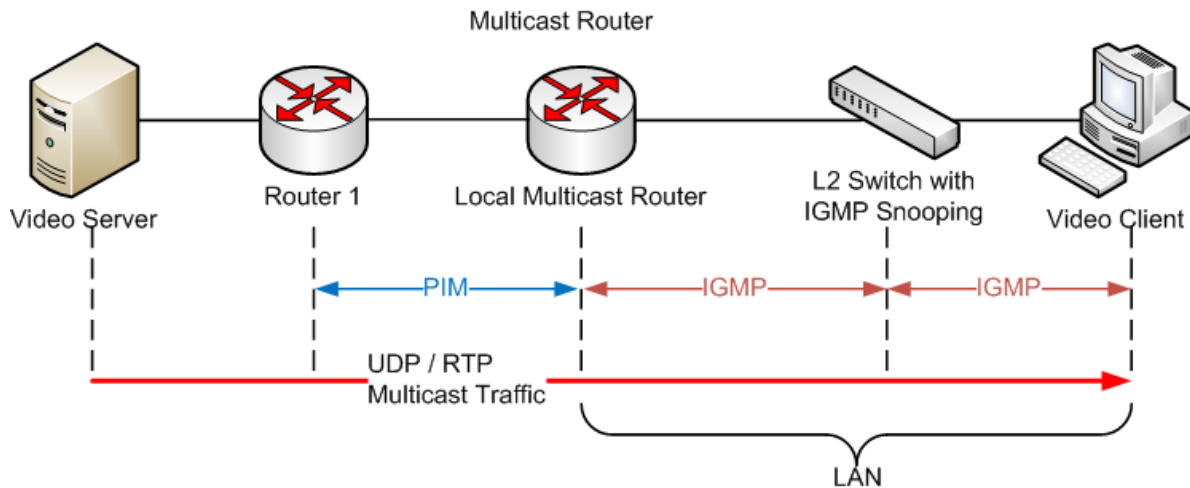 Multicast Router
Video Server
Router 1
Local Multicast Router
L2 Switch with
IGMP Snooping
Video Client
PIM
IGMP
IGMP
UDP / RTP
Multicast Traffic
LAN